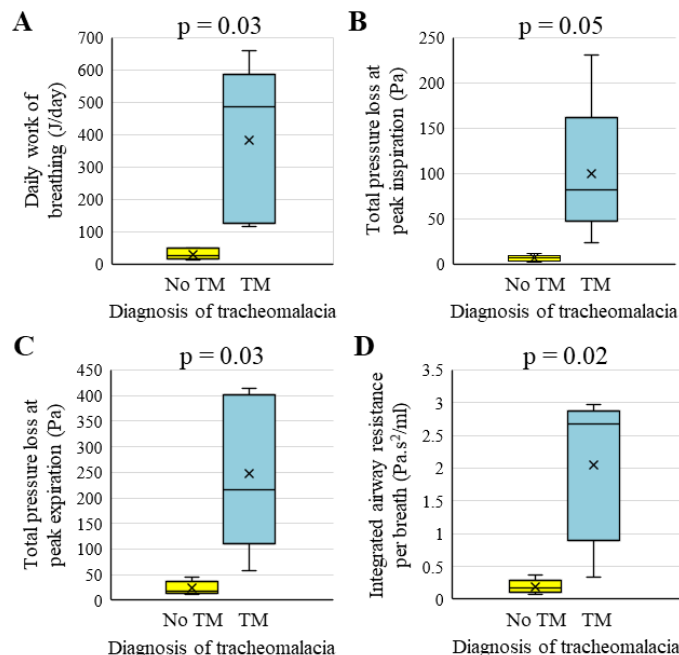 A
p = 0.03
Daily work of
breathing (J/day)
700
600
500
400
300
200
100
0
No TM TM
Diagnosis of tracheomalacia
B
p = 0.05
Total pressure loss at
peak inspiration (Pa)
250
200
150
100
50
0
No TM TM
Diagnosis of tracheomalacia
C
p = 0.03
Total pressure loss at
peak expiration (Pa)
450
400
350
300
250
200
150
100
50
0
No TM TM
Diagnosis of tracheomalacia
D
p = 0.02
Integrated airway resistance
per breath (Pa.s²/ml)
3.5
3
2.5
2
1.5
1
0.5
0
No TM TM
Diagnosis of tracheomalacia